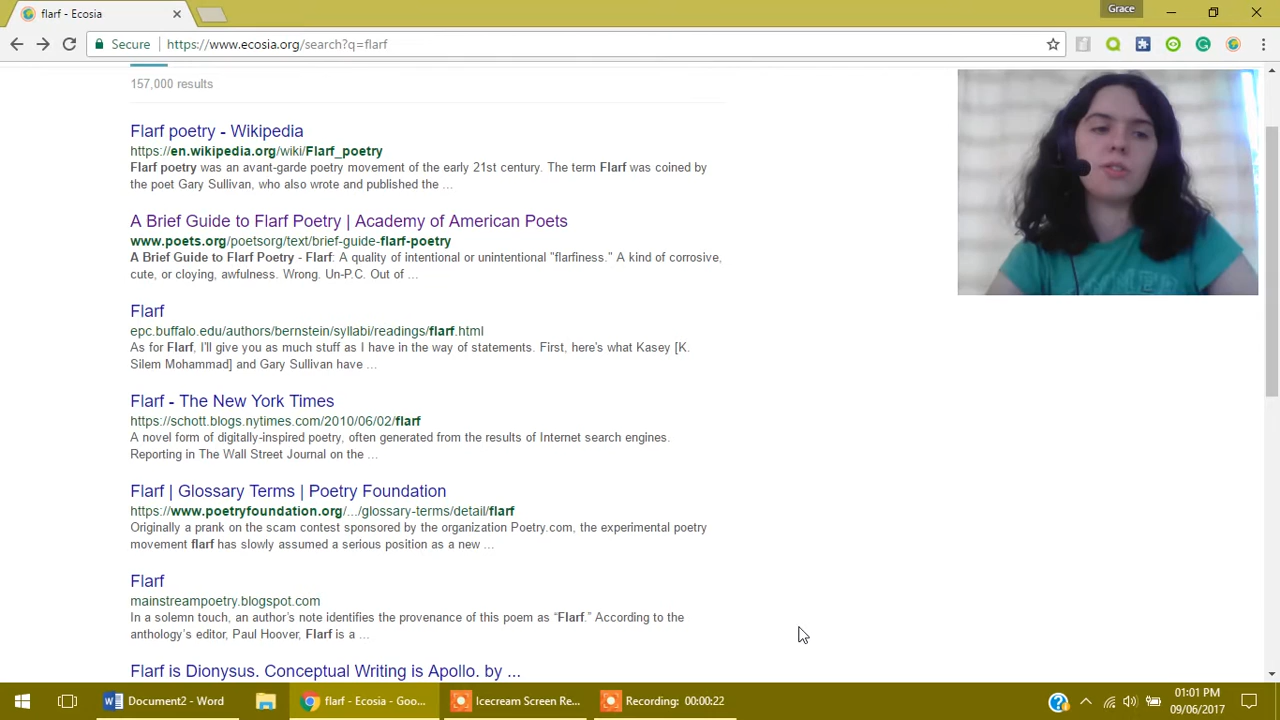 flarf - Ecosia
Grace
Secure
https://www.ecosia.org/search?q=flarf
157,000 results
Flarf poetry - Wikipedia
https://en.wikipedia.org/wiki/Flarf_poetry
Flarf poetry was an avant-garde poetry movement of the early 21st century. The term Flarf was coined by
the poet Gary Sullivan, who also wrote and published the ...
A Brief Guide to Flarf Poetry | Academy of American Poets
www.poets.org/poetsorg/text/brief-guide-flarf-poetry
A Brief Guide to Flarf Poetry - Flarf: A quality of intentional or unintentional "flarfiness." A kind of corrosive,
cute, or cloying, awfulness. Wrong. Un-P.C. Out of ...
Flarf
epc.buffalo.edu/authors/bernstein/syllabi/readings/flarf.html
As for Flarf, I'll give you as much stuff as I have in the way of statements. First, here's what Kasey [K.
Silem Mohammad] and Gary Sullivan have ...
Flarf - The New York Times
https://schott.blogs.nytimes.com/2010/06/02/flarf
A novel form of digitally-inspired poetry, often generated from the results of Internet search engines.
Reporting in The Wall Street Journal on the ...
Flarf | Glossary Terms | Poetry Foundation
https://www.poetryfoundation.org/.../glossary-terms/detail/flarf
Originally a prank on the scam contest sponsored by the organization Poetry.com, the experimental poetry
movement flarf has slowly assumed a serious position as a new ...
Flarf
mainstreampoetry.blogspot.com
In a solemn touch, an author's note identifies the provenance of this poem as “Flarf.” According to the
anthology's editor, Paul Hoover, Flarf is a ...
Flarf is Dionysus. Conceptual Writing is Apollo. by ...
Document2 - Word
flarf - Ecosia - Goo...
Icecream Screen Re...
Recording: 00:00:22
01:01 PM
09/06/2017